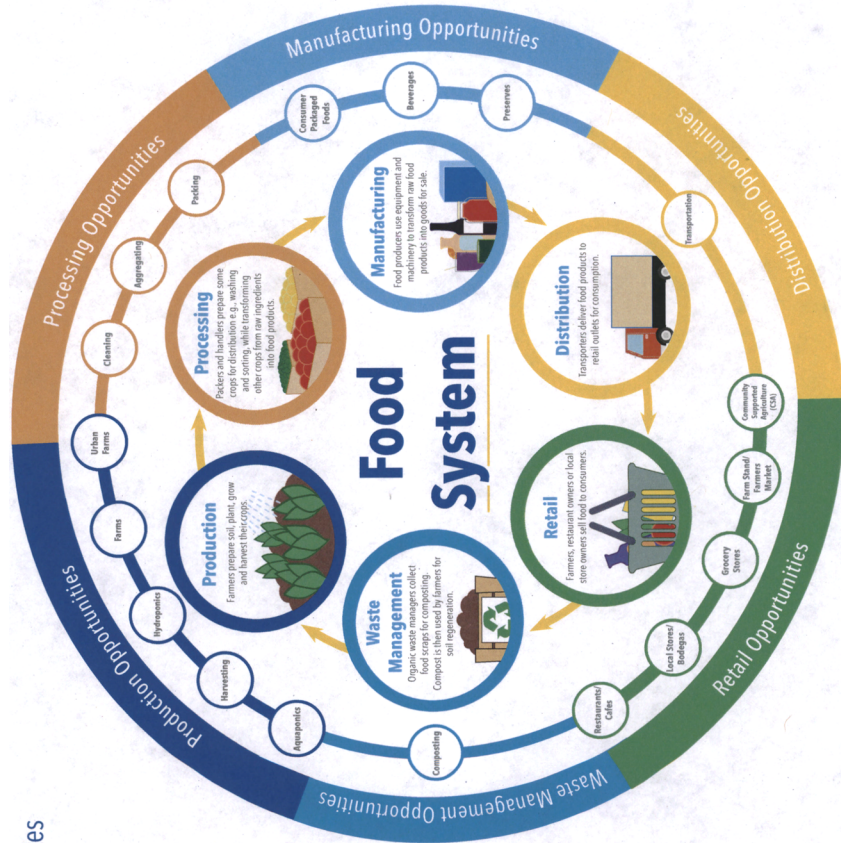 es
Food
System
Production
Farmers prepare soil, plant, grow
and harvest their crops.
Processing
Packers and handlers prepare some
crops for distribution e.g., washing
and sorting, while transforming
other crops from raw ingredients
into food products.
Manufacturing
Food producers use equipment and
machinery to transform raw food
products into goods for sale.
Distribution
Transporters deliver food products to
retail outlets for consumption.
Retail
Farmers, restaurant owners or local
store owners sell food to consumers.
Waste
Management
Organic waste managers collect
food scraps for composting.
Compost is then used by farmers for
soil regeneration.
Production Opportunities
Aquaponics
Harvesting
Hydroponics
Farms
Urban
Farms
Processing Opportunities
Cleaning
Aggregating
Packing
Manufacturing Opportunities
Consumer
Packaged
Foods
Beverages
Preserves
Distribution Opportunities
Transportation
Retail Opportunities
Community
Supported
Agriculture
(CSA)
Farm Stand/
Farmers
Market
Grocery
Stores
Local Stores/
Bodegas
Restaurants/
Cafes
Waste Management Opportunities
Composting